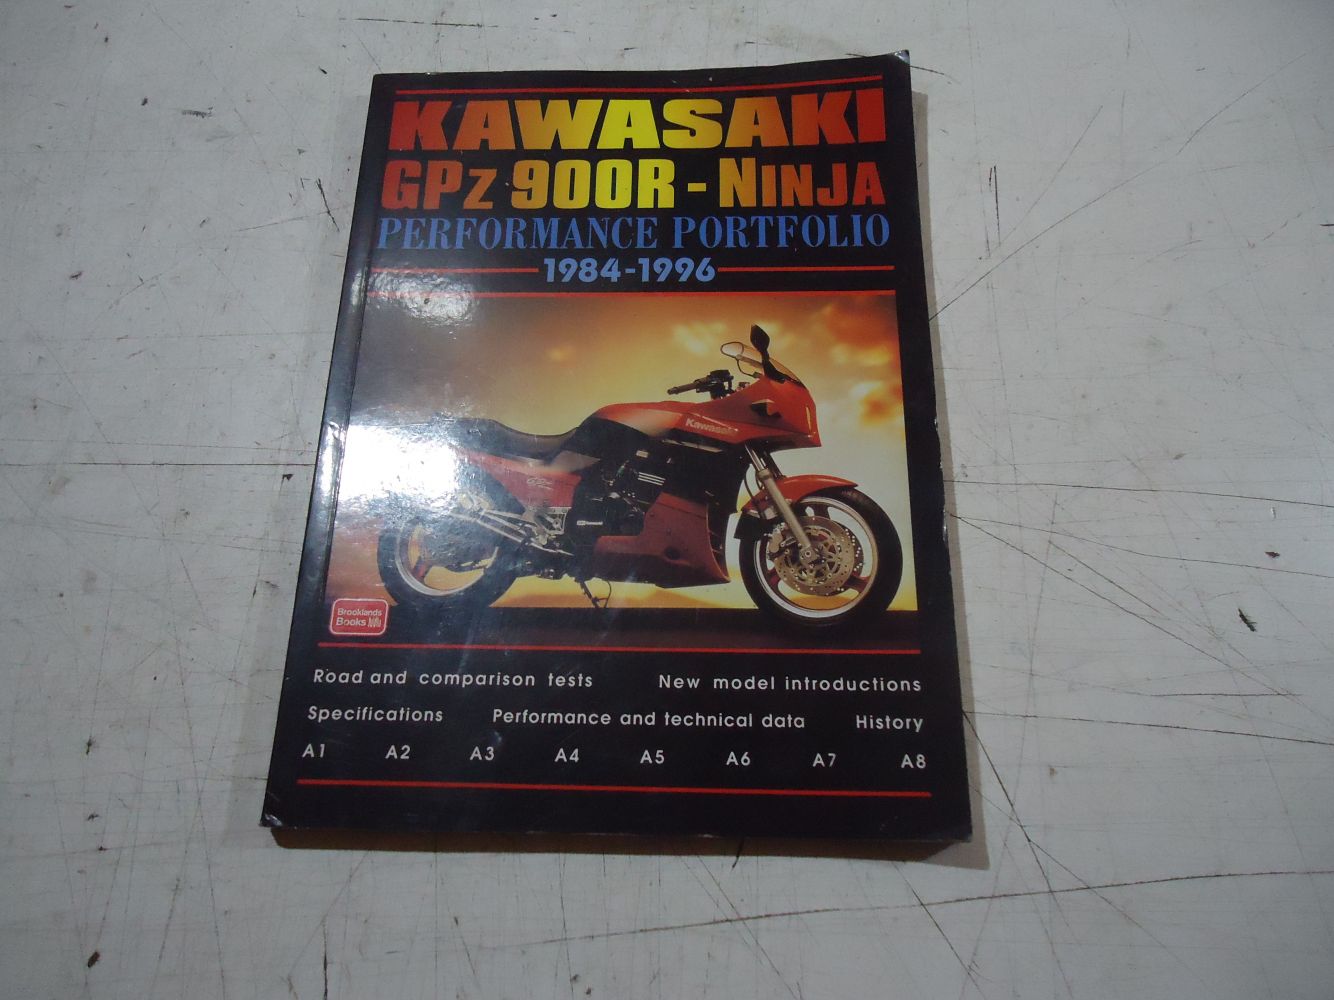 KAWASAKI
GPz 900R - NINJA
PERFORMANCE PORTFOLIO
1984-1996
Kawasaki
GPz
Brooklands
Books
Road and comparison tests New model introductions
Specifications Performance and technical data History
A1 A2 A3 A4 A5 A6 A7 A8